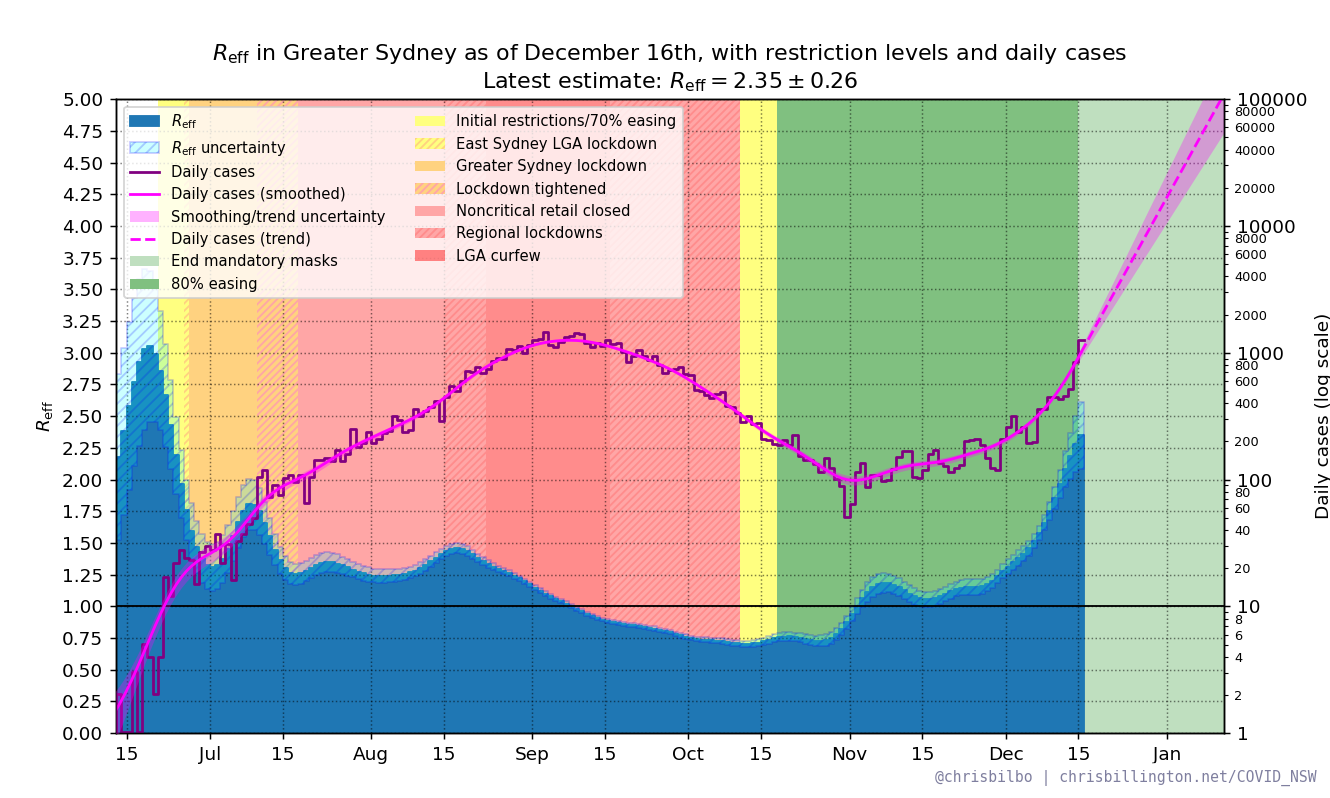 R_eff in Greater Sydney as of December 16th, with restriction levels and daily cases
Latest estimate: R_eff = 2.35 ± 0.26
5.00
4.75
4.50
4.25
4.00
3.75
3.50
3.25
3.00
2.75
2.50
2.25
2.00
1.75
1.50
1.25
1.00
0.75
0.50
0.25
0.00
R_eff
R_eff
R_eff uncertainty
Daily cases
Daily cases (smoothed)
Smoothing/trend uncertainty
Daily cases (trend)
End mandatory masks
80% easing
Initial restrictions/70% easing
East Sydney LGA lockdown
Greater Sydney lockdown
Lockdown tightened
Noncritical retail closed
Regional lockdowns
LGA curfew
100000
80000
60000
40000
20000
10000
8000
6000
4000
2000
1000
800
600
400
200
100
80
60
40
20
10
8
6
4
2
1
Daily cases (log scale)
15 Jul 15 Aug 15 Sep 15 Oct 15 Nov 15 Dec 15 Jan
@chrisbilbo | chrisbillington.net/COVID_NSW